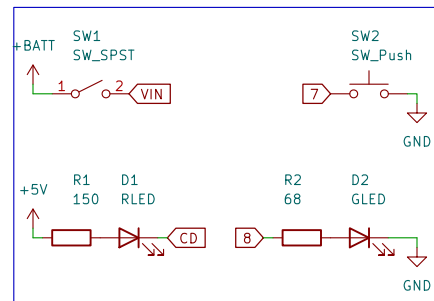 SW1
SW2
+BATT
SW_SPST
SW_Push
1
2
VIN
7
GND
+5V
R1
D1
R2
D2
150
RLED
68
GLED
CD
8
GND